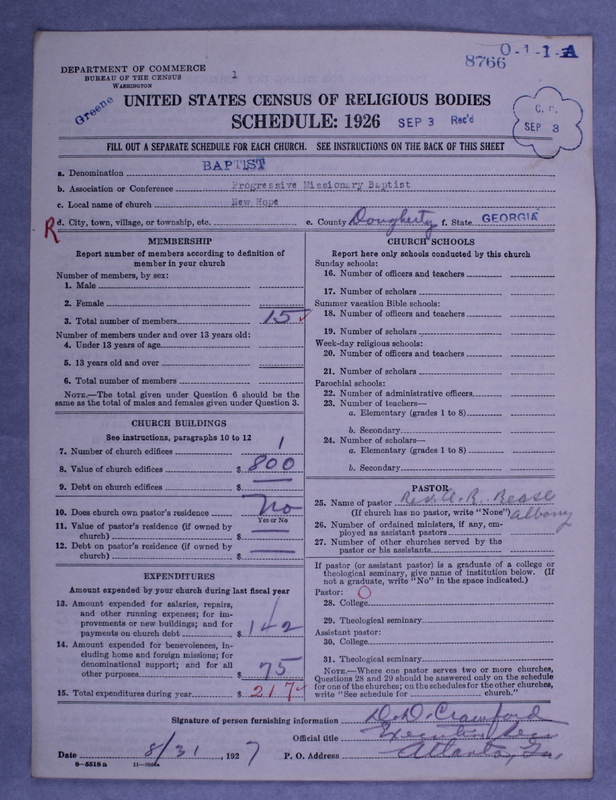 8766
O-1-1-A
DEPARTMENT OF COMMERCE
BUREAU OF THE CENSUS
WASHINGTON
1
Greene
UNITED STATES CENSUS OF RELIGIOUS BODIES
SCHEDULE: 1926
SEP 3 Rec'd
C. P.
SEP 3
FILL OUT A SEPARATE SCHEDULE FOR EACH CHURCH. SEE INSTRUCTIONS ON THE BACK OF THIS SHEET
a. Denomination BAPTIST
b. Association or Conference Progressive Missionary Baptist
c. Local name of church New Hope
R d. City, town, village, or township, etc. e. County Dougherty f. State GEORGIA
MEMBERSHIP
Report number of members according to definition of
member in your church
Number of members, by sex:
1. Male
2. Female
3. Total number of members 15 ✓
Number of members under and over 13 years old:
4. Under 13 years of age
5. 13 years old and over
6. Total number of members
NOTE.—The total given under Question 6 should be the
same as the total of males and females given under Question 3.
CHURCH BUILDINGS
See instructions, paragraphs 10 to 12
7. Number of church edifices 1
8. Value of church edifices $ 800
9. Debt on church edifices $ —
10. Does church own pastor's residence No
Yes or No
11. Value of pastor's residence (if owned by
church) $ —
12. Debt on pastor's residence (if owned by
church) $ —
EXPENDITURES
Amount expended by your church during last fiscal year
13. Amount expended for salaries, repairs,
and other running expenses; for im-
provements or new buildings; and for
payments on church debt $ 142
14. Amount expended for benevolences, in-
cluding home and foreign missions; for
denominational support; and for all
other purposes $ 75
15. Total expenditures during year $ 217 ✓
CHURCH SCHOOLS
Report here only schools conducted by this church
Sunday schools:
16. Number of officers and teachers
17. Number of scholars
Summer vacation Bible schools:
18. Number of officers and teachers
19. Number of scholars
Week-day religious schools:
20. Number of officers and teachers
21. Number of scholars
Parochial schools:
22. Number of administrative officers
23. Number of teachers—
a. Elementary (grades 1 to 8)
b. Secondary
24. Number of scholars—
a. Elementary (grades 1 to 8)
b. Secondary
PASTOR
25. Name of pastor Rev. A. R. Bease
(If church has no pastor, write "None") Albany
26. Number of ordained ministers, if any, em-
ployed as assistant pastors
27. Number of other churches served by the
pastor or his assistants
If pastor (or assistant pastor) is a graduate of a college or
theological seminary, give name of institution below. (If
not a graduate, write "No" in the space indicated.)
Pastor: O
28. College
29. Theological seminary
Assistant pastor:
30. College
31. Theological seminary
NOTE.—Where one pastor serves two or more churches,
Questions 28 and 29 should be answered only on the schedule
for one of the churches; on the schedules for the other churches,
write "See schedule for church."
Signature of person furnishing information D. D. Crawford
Official title Executive Sec
Date 8/31, 1927 P. O. Address Atlanta, Ga.
8—5518 a